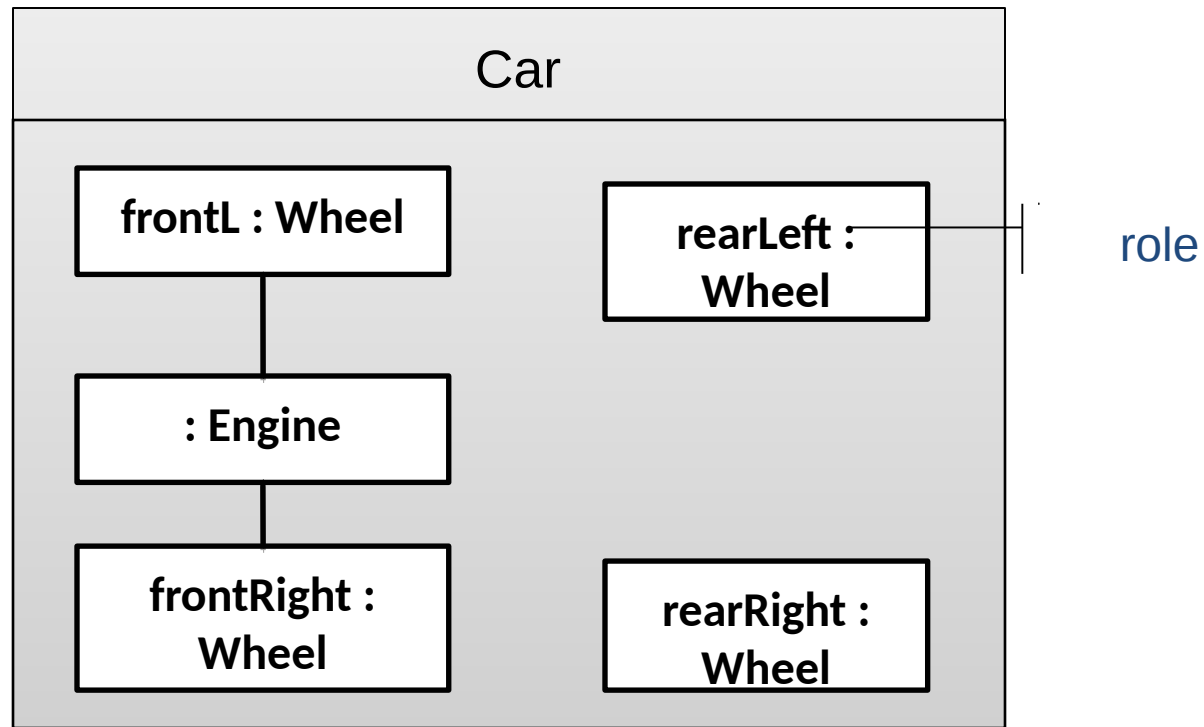 Car
frontL : Wheel
rearLeft :
Wheel
role
: Engine
frontRight :
Wheel
rearRight :
Wheel